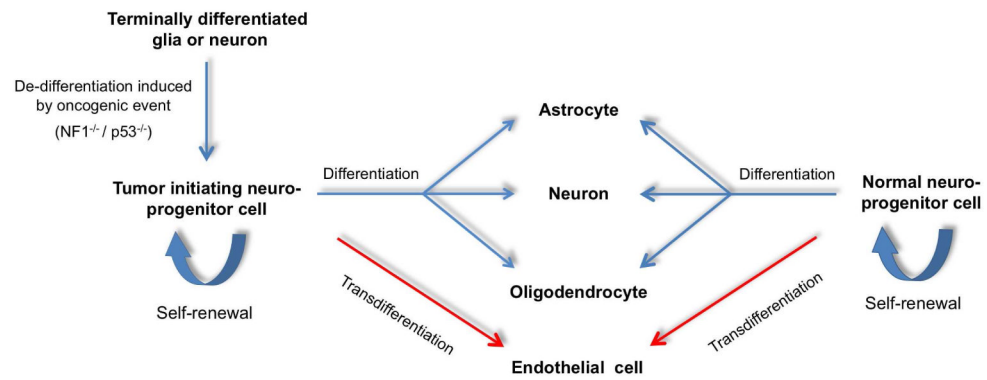 Terminally differentiated
glia or neuron
De-differentiation induced
by oncogenic event
(NF1-/- / p53-/-)
Tumor initiating neuro-
progenitor cell
Self-renewal
Differentiation
Transdifferentiation
Astrocyte
Neuron
Oligodendrocyte
Endothelial cell
Differentiation
Transdifferentiation
Normal neuro-
progenitor cell
Self-renewal